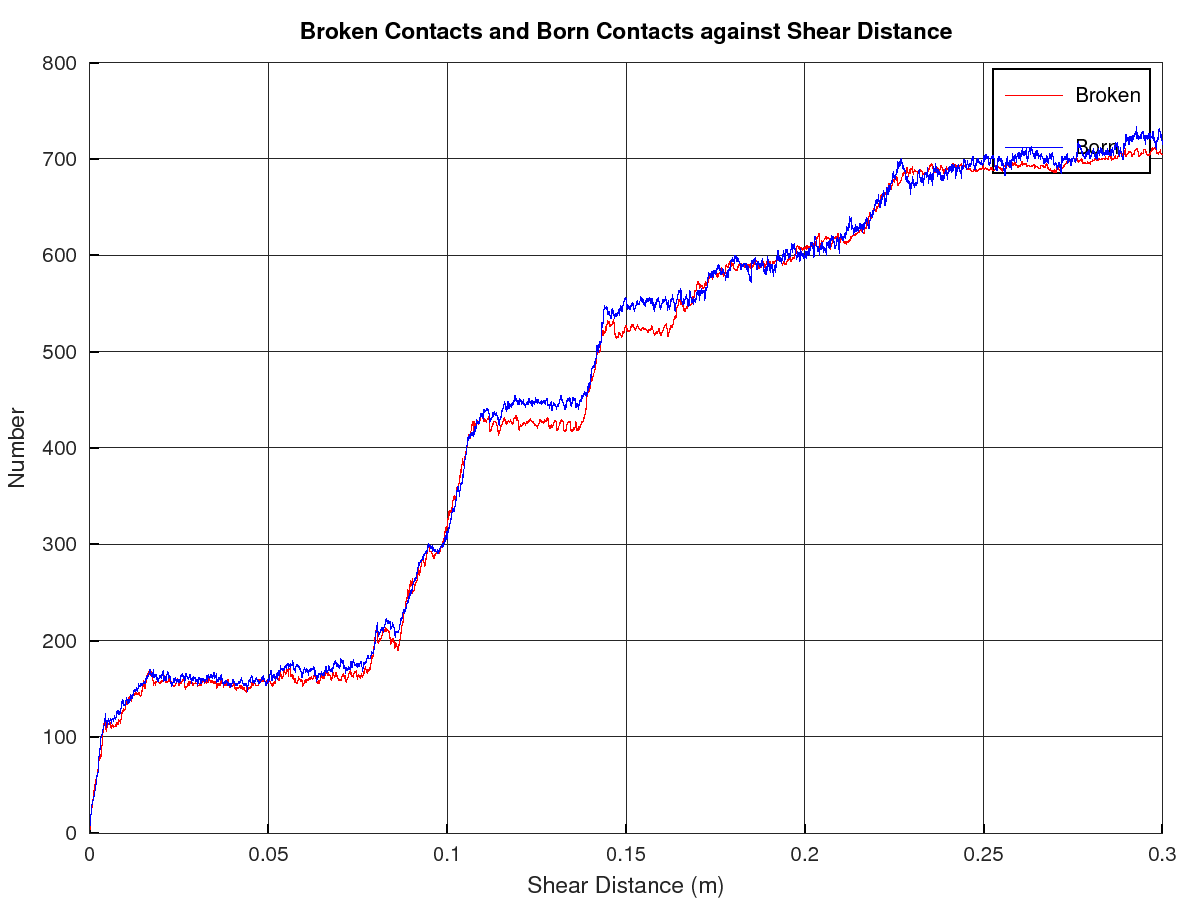 Broken Contacts and Born Contacts against Shear Distance
800
700
600
500
400
300
200
100
0
Number
Broken
Born
0 0.05 0.1 0.15 0.2 0.25 0.3
Shear Distance (m)